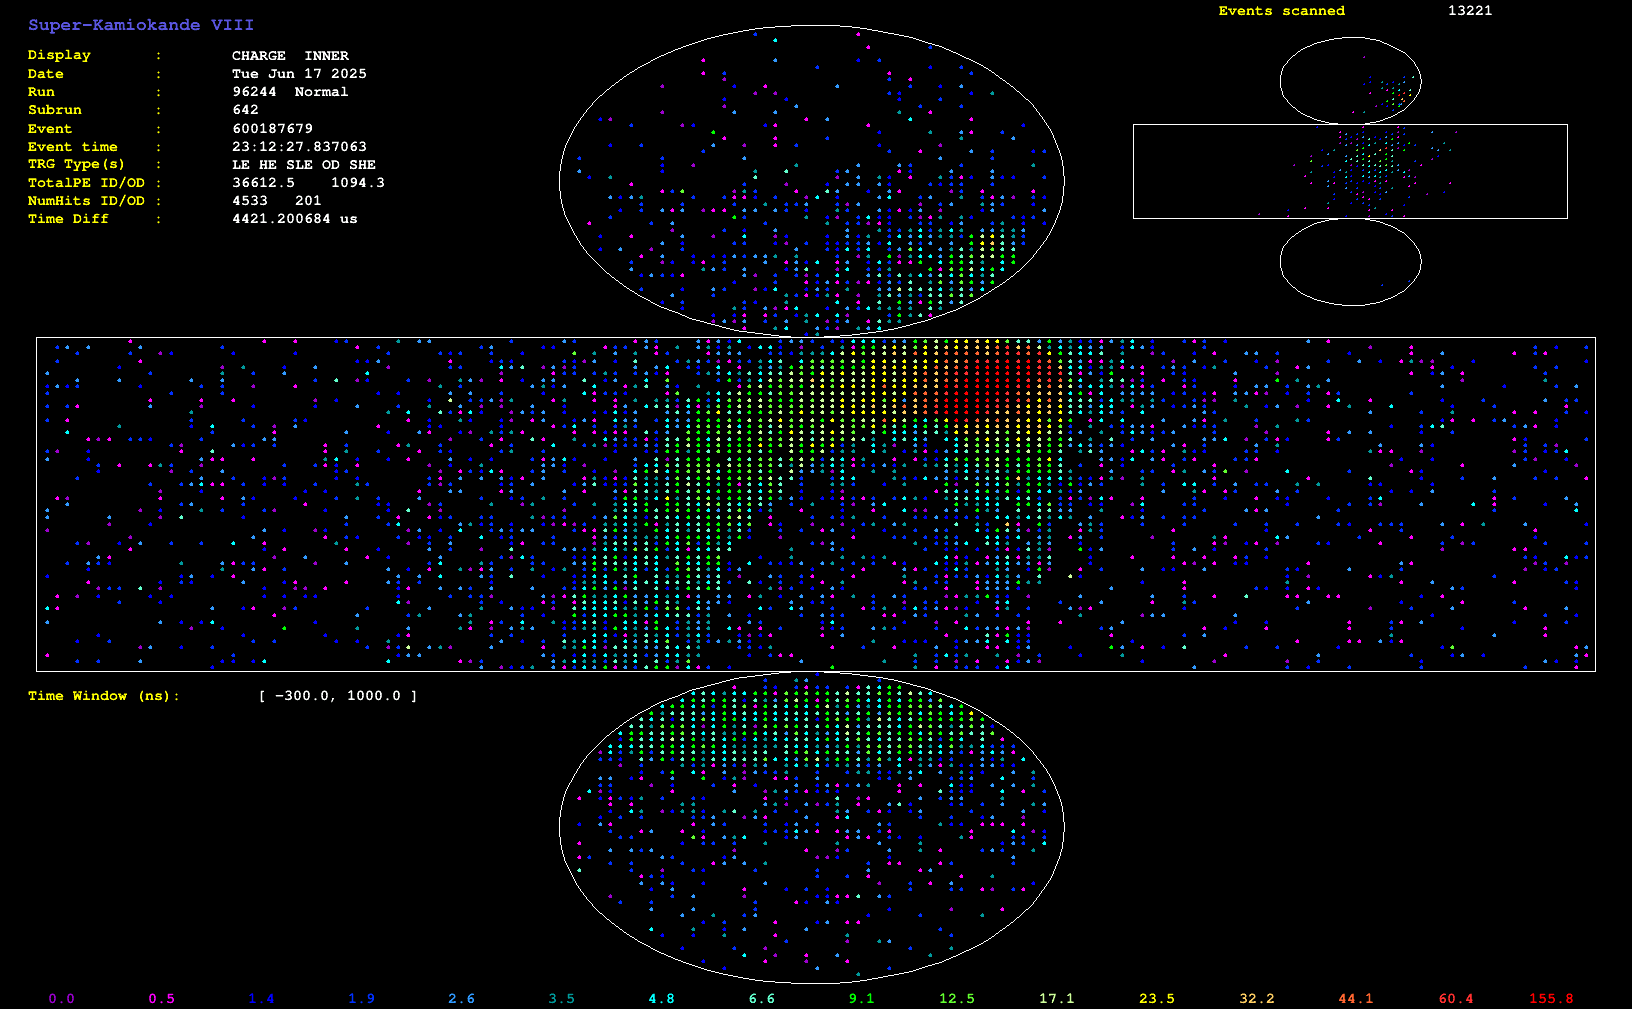 Super-Kamiokande VIII
Events scanned 13221
Display : CHARGE INNER
Date : Tue Jun 17 2025
Run : 96244 Normal
Subrun : 642
Event : 600187679
Event time : 23:12:27.837063
TRG Type(s) : LE HE SLE OD SHE
TotalPE ID/OD : 36612.5 1094.3
NumHits ID/OD : 4533 201
Time Diff : 4421.200684 us
Time Window (ns): [ −300.0, 1000.0 ]
0.0 0.5 1.4 1.9 2.6 3.5 4.8 6.6 9.1 12.5 17.1 23.5 32.2 44.1 60.4 155.8